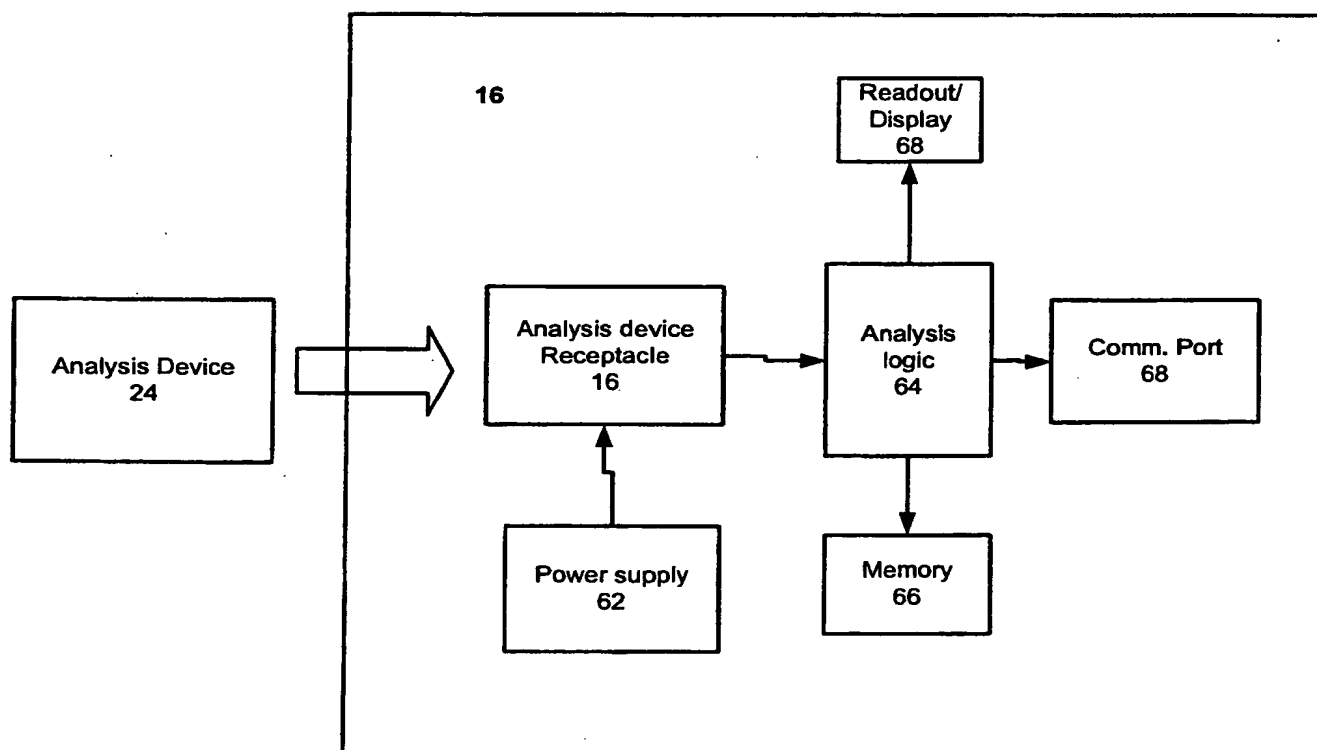 16
Readout/
Display
68
Analysis Device
24
Analysis device
Receptacle
16
Analysis
logic
64
Comm. Port
68
Power supply
62
Memory
66